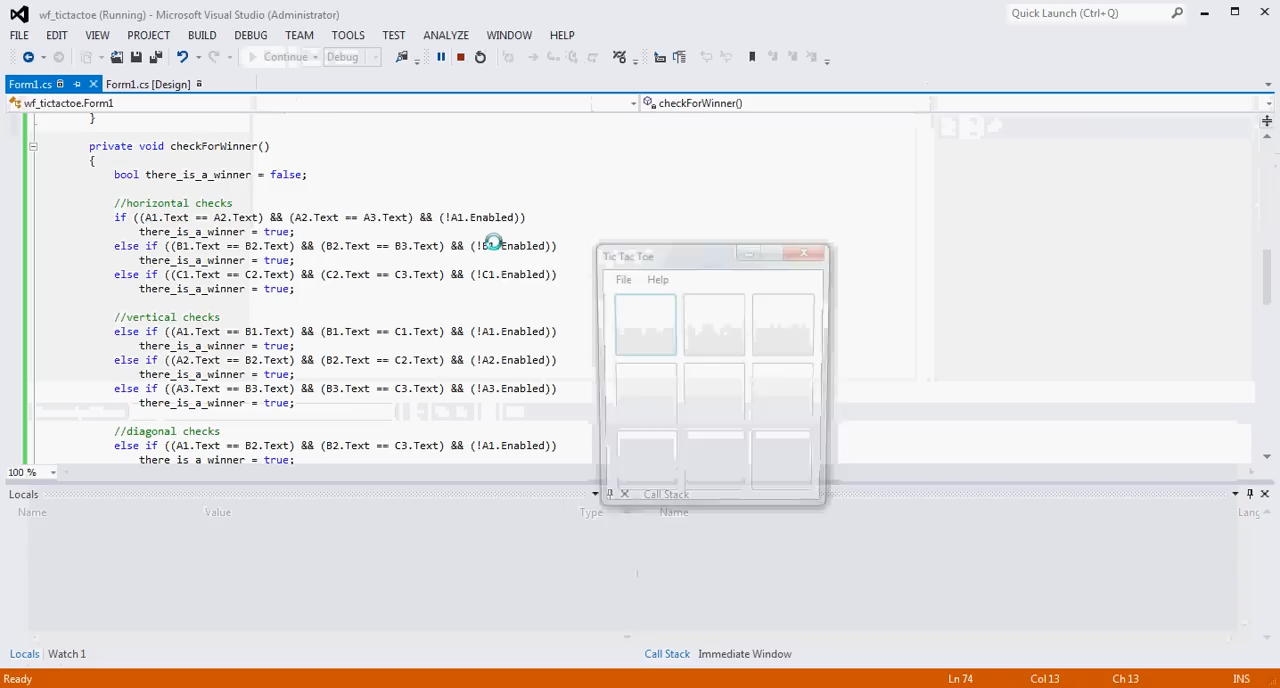 wf_tictactoe (Running) - Microsoft Visual Studio (Administrator)
Quick Launch (Ctrl+Q)
FILE EDIT VIEW PROJECT BUILD DEBUG TEAM TOOLS TEST ANALYZE WINDOW HELP
Continue Debug
Form1.cs Form1.cs [Design]
wf_tictactoe.Form1 checkForWinner()
}
private void checkForWinner()
{
bool there_is_a_winner = false;
//horizontal checks
if ((A1.Text == A2.Text) && (A2.Text == A3.Text) && (!A1.Enabled))
there_is_a_winner = true;
else if ((B1.Text == B2.Text) && (B2.Text == B3.Text) && (!B1.Enabled))
there_is_a_winner = true;
else if ((C1.Text == C2.Text) && (C2.Text == C3.Text) && (!C1.Enabled))
there_is_a_winner = true;
//vertical checks
else if ((A1.Text == B1.Text) && (B1.Text == C1.Text) && (!A1.Enabled))
there_is_a_winner = true;
else if ((A2.Text == B2.Text) && (B2.Text == C2.Text) && (!A2.Enabled))
there_is_a_winner = true;
else if ((A3.Text == B3.Text) && (B3.Text == C3.Text) && (!A3.Enabled))
there_is_a_winner = true;
//diagonal checks
else if ((A1.Text == B2.Text) && (B2.Text == C3.Text) && (!A1.Enabled))
there_is_a_winner = true;
Tic Tac Toe
File Help
100 %
Locals Call Stack
Name Value Type Name Lang
Locals Watch 1 Call Stack Immediate Window
Ready Ln 74 Col 13 Ch 13 INS